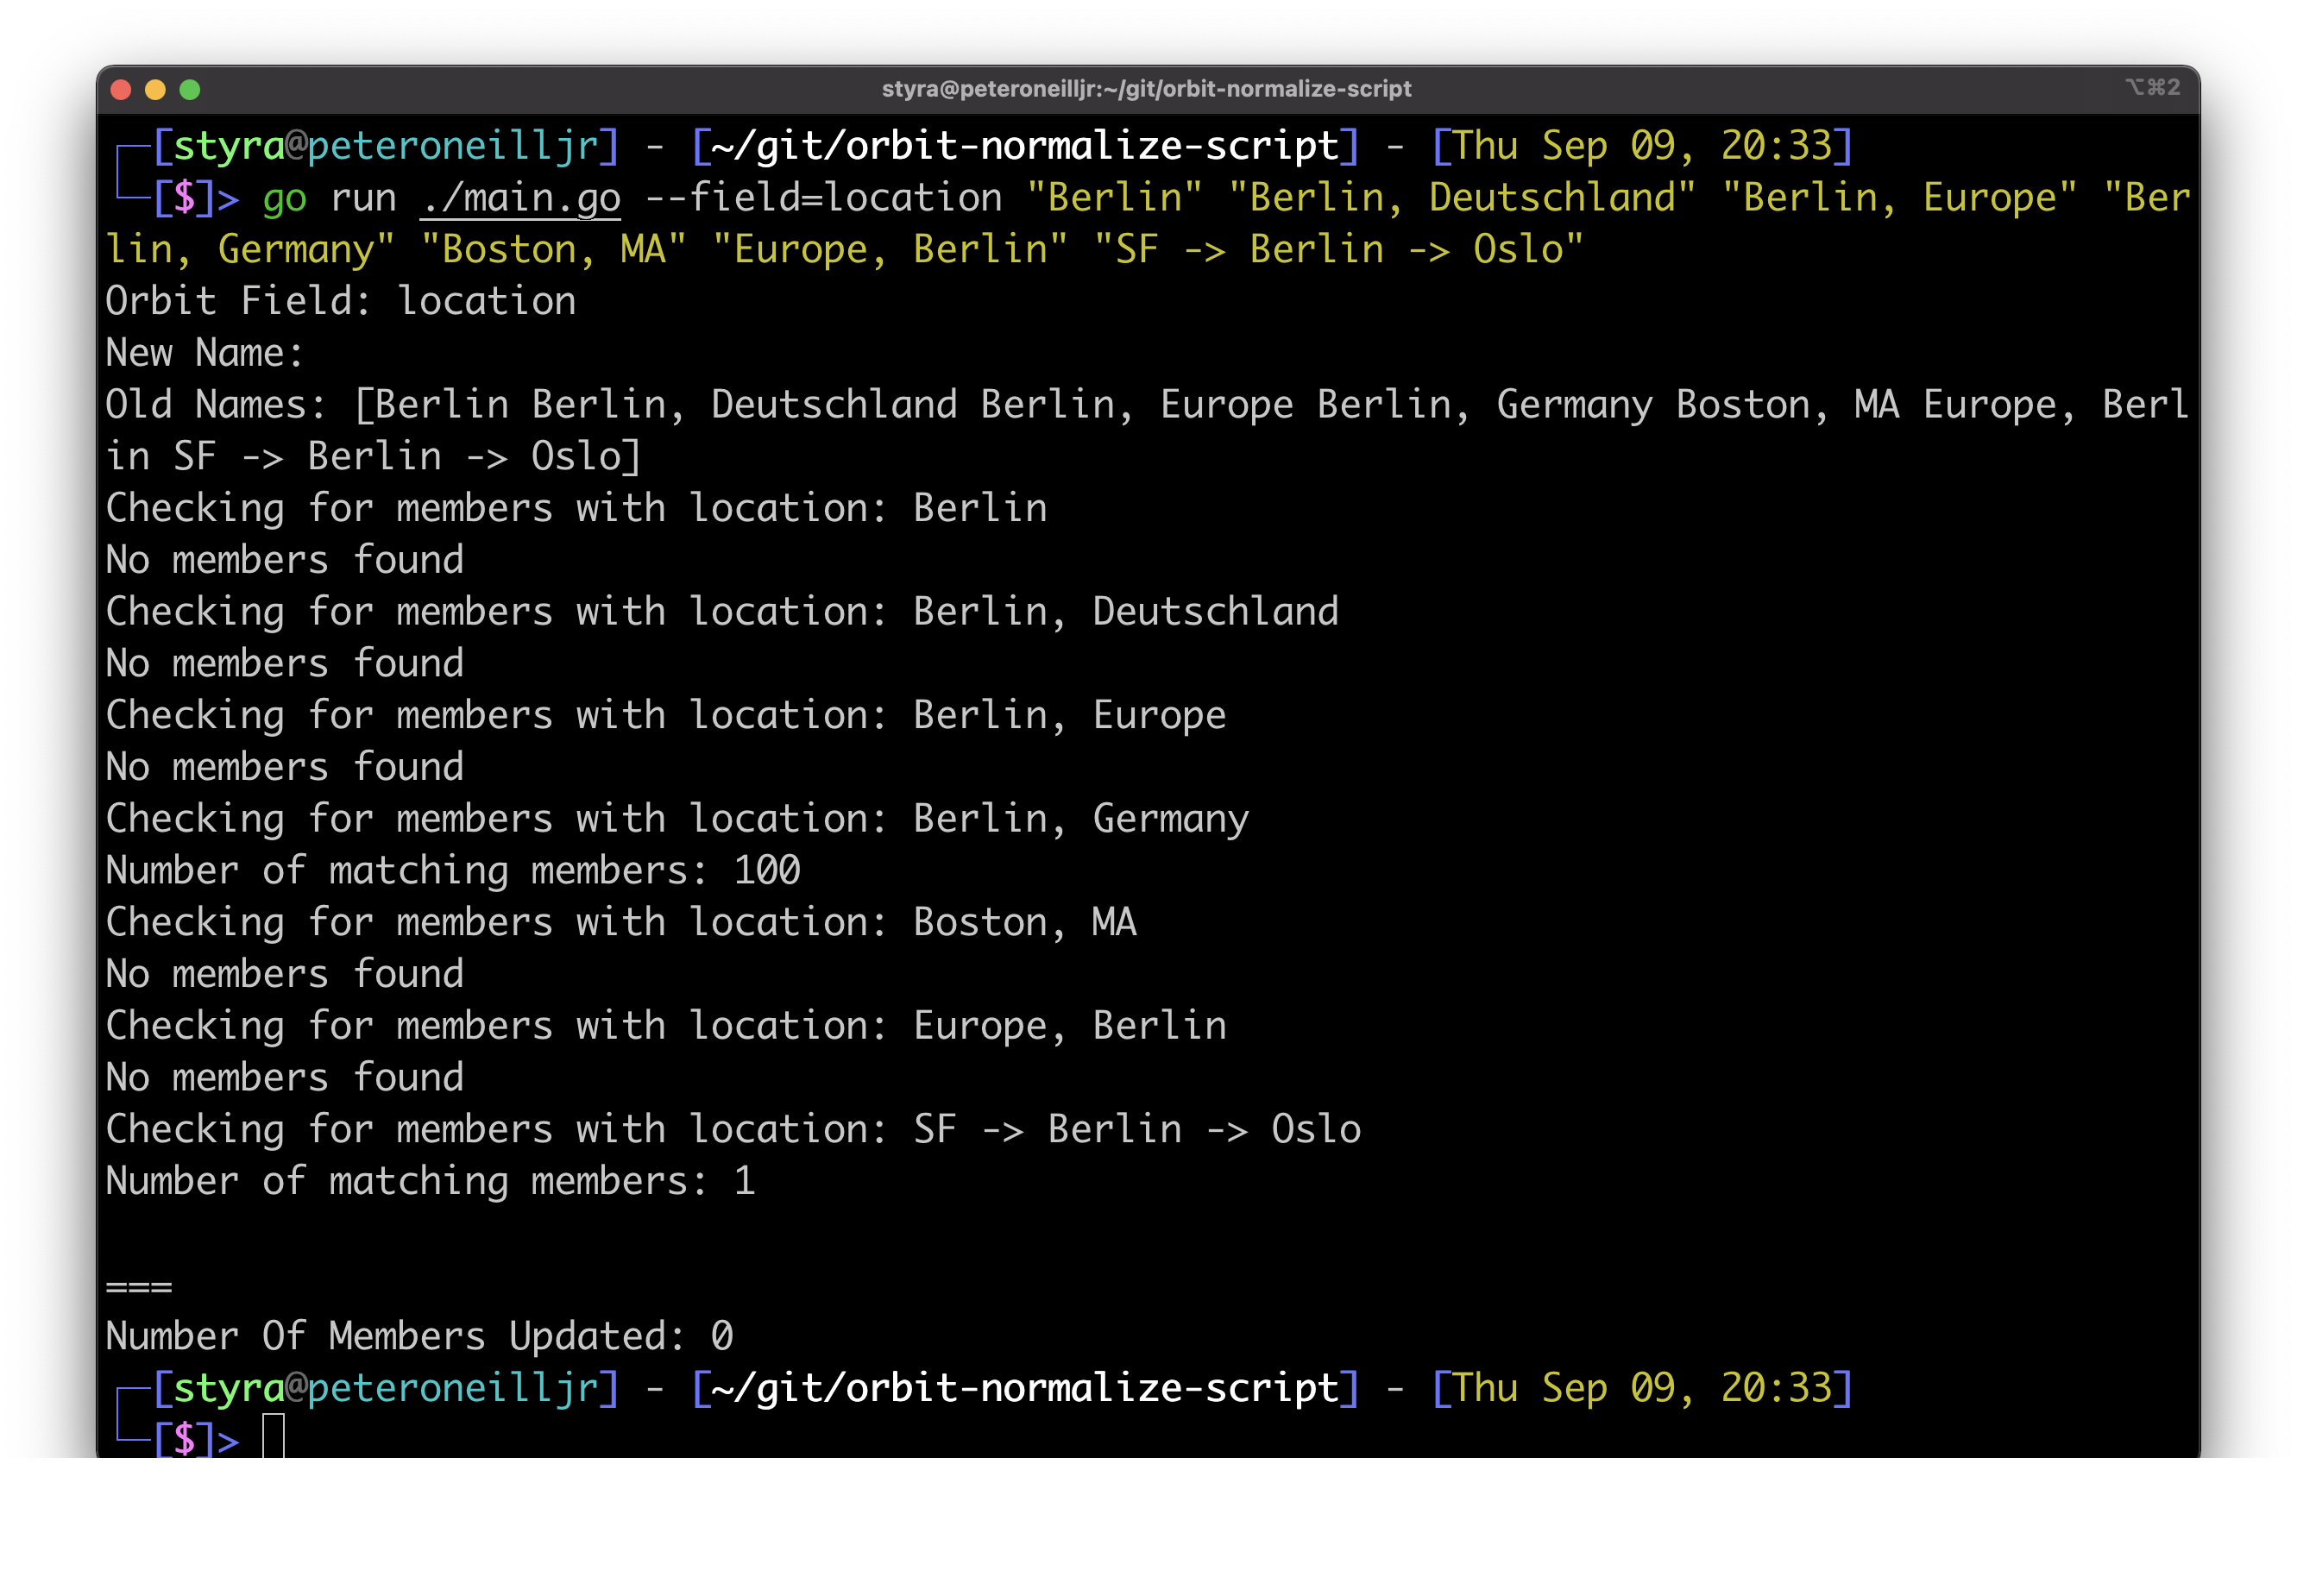 styra@peteroneilljr:~/git/orbit-normalize-script ⌥⌘2
[styra@peteroneilljr] - [~/git/orbit-normalize-script] - [Thu Sep 09, 20:33]
[$]> go run ./main.go --field=location "Berlin" "Berlin, Deutschland" "Berlin, Europe" "Ber
lin, Germany" "Boston, MA" "Europe, Berlin" "SF -> Berlin -> Oslo"
Orbit Field: location
New Name:
Old Names: [Berlin Berlin, Deutschland Berlin, Europe Berlin, Germany Boston, MA Europe, Berl
in SF -> Berlin -> Oslo]
Checking for members with location: Berlin
No members found
Checking for members with location: Berlin, Deutschland
No members found
Checking for members with location: Berlin, Europe
No members found
Checking for members with location: Berlin, Germany
Number of matching members: 100
Checking for members with location: Boston, MA
No members found
Checking for members with location: Europe, Berlin
No members found
Checking for members with location: SF -> Berlin -> Oslo
Number of matching members: 1
===
Number Of Members Updated: 0
[styra@peteroneilljr] - [~/git/orbit-normalize-script] - [Thu Sep 09, 20:33]
[$]>